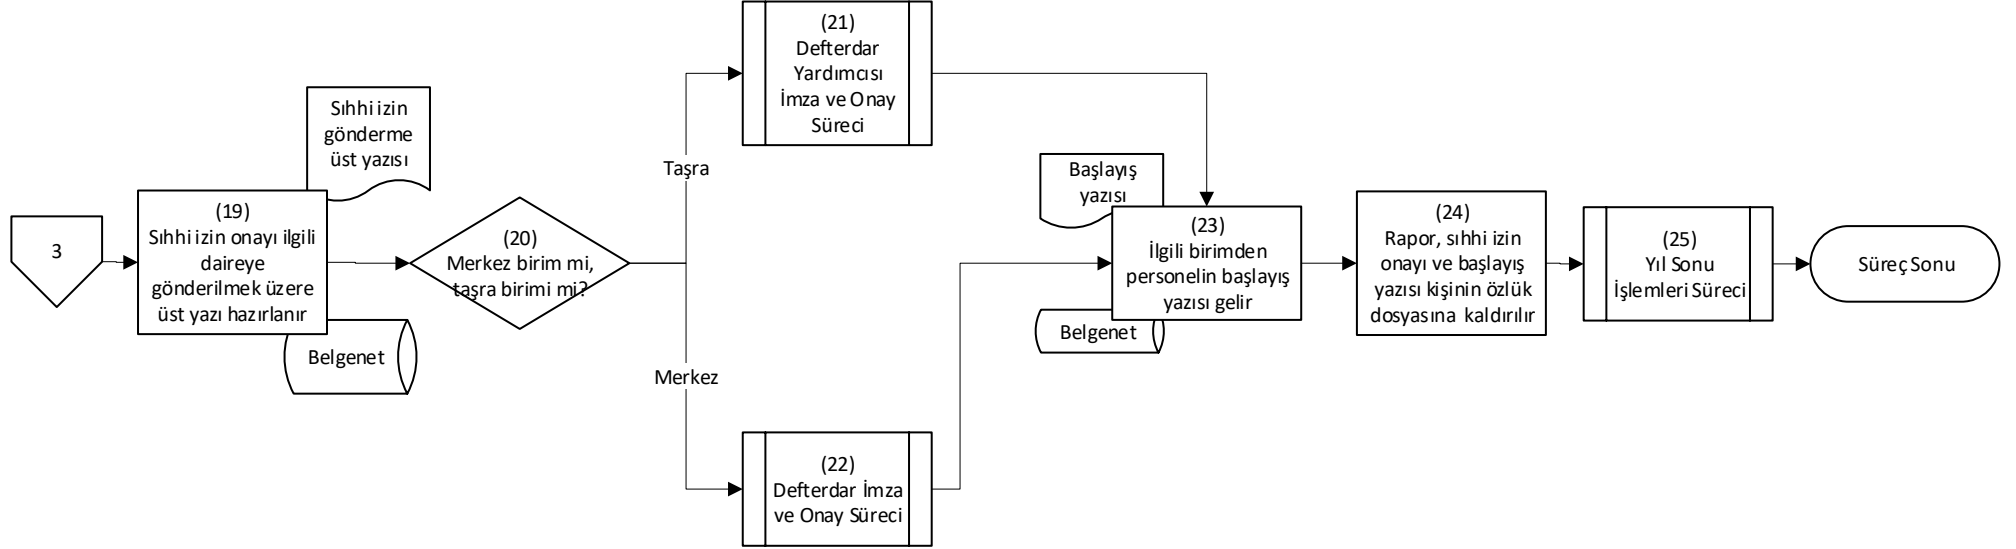 3
Sıhhi izin
gönderme
üst yazısı
(19)
Sıhhi izin onayı ilgili
daireye
gönderilmek üzere
üst yazı hazırlanır
Belgenet
(20)
Merkez birim mi,
taşra birimi mi?
Taşra
Merkez
(21)
Defterdar
Yardımcısı
İmza ve Onay
Süreci
(22)
Defterdar İmza
ve Onay Süreci
Başlayış
yazısı
(23)
İlgili birimden
personelin başlayış
yazısı gelir
Belgenet
(24)
Rapor, sıhhi izin
onayı ve başlayış
yazısı kişinin özlük
dosyasına kaldırılır
(25)
Yıl Sonu
İşlemleri Süreci
Süreç Sonu